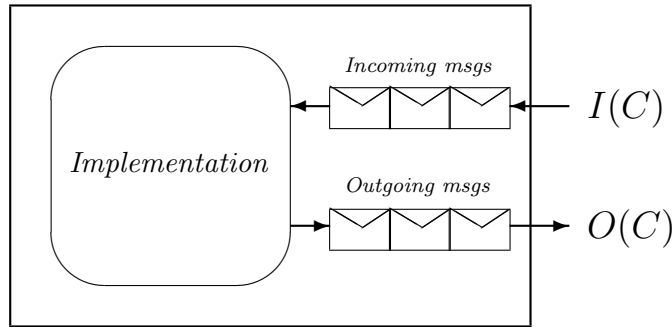 Incoming msgs
I(C)
Implementation
Outgoing msgs
O(C)